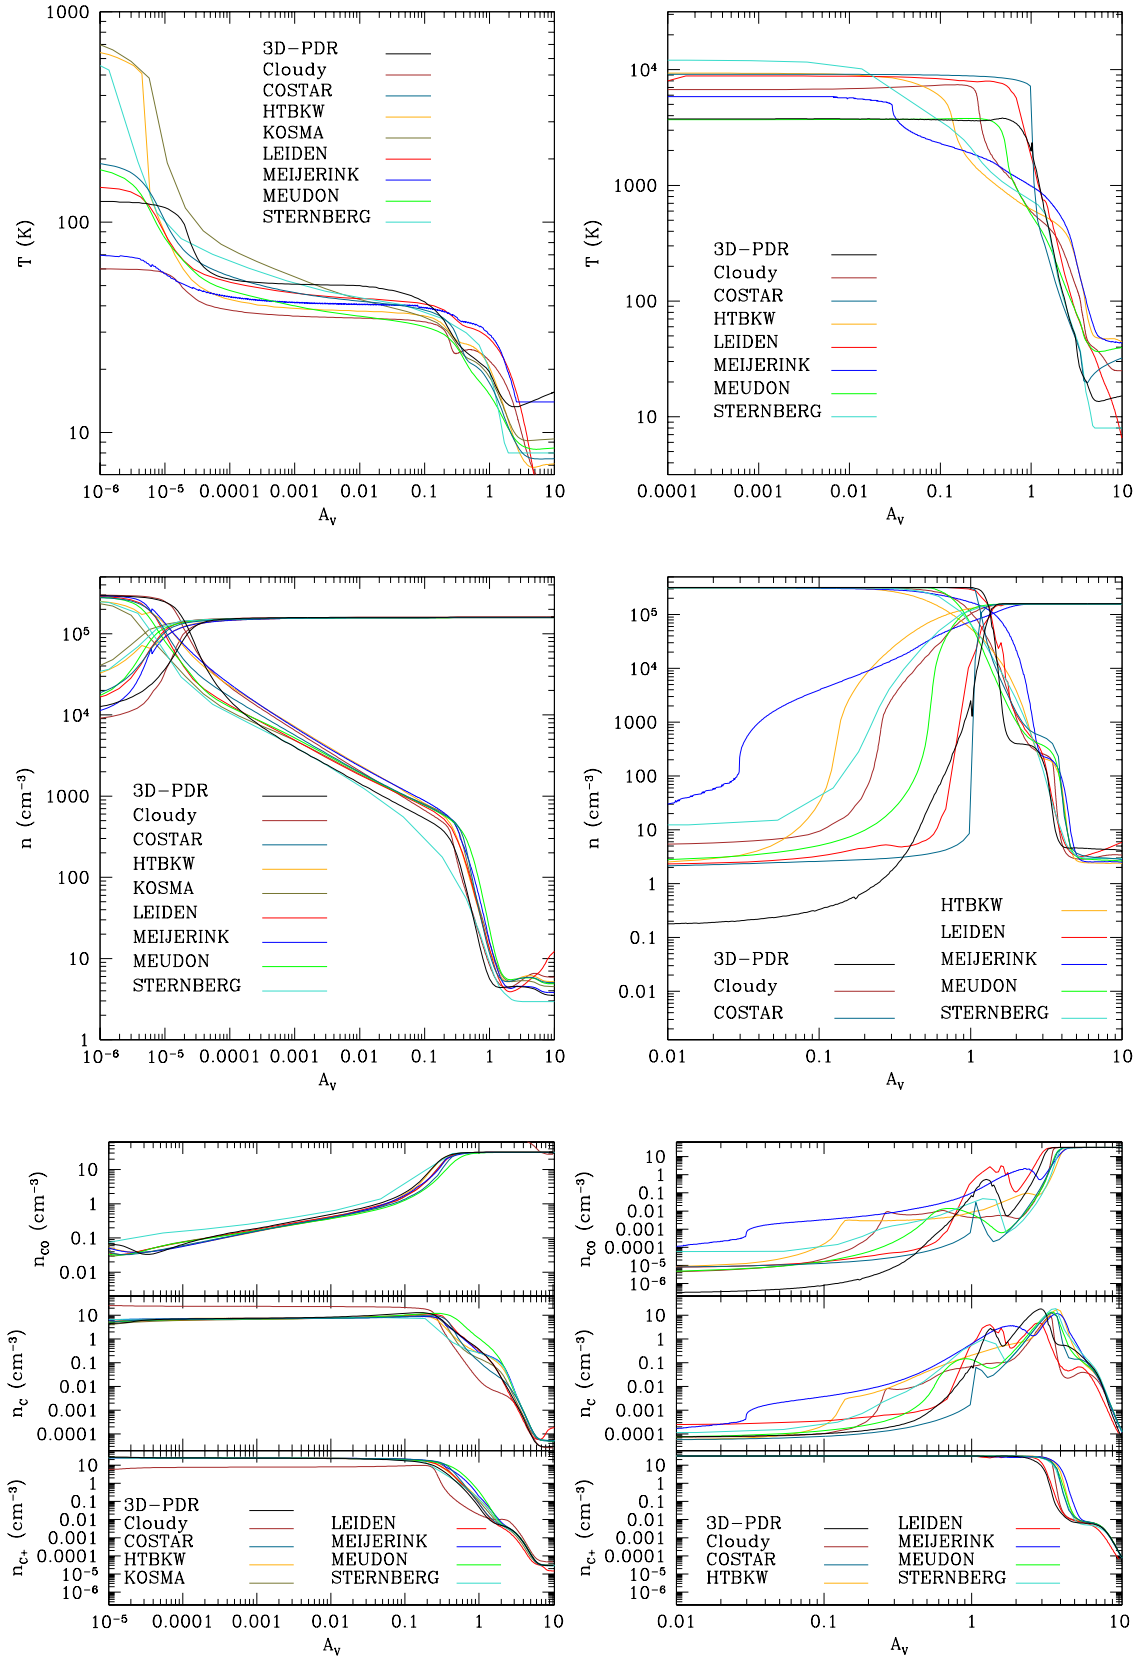 1000
100
10
T (K)
3D-PDR
Cloudy
COSTAR
HTBKW
KOSMA
LEIDEN
MEIJERINK
MEUDON
STERNBERG
10⁻⁶ 10⁻⁵ 0.0001 0.001 0.01 0.1 1 10
A_V
10⁴
1000
100
10
T (K)
3D-PDR
Cloudy
COSTAR
HTBKW
LEIDEN
MEIJERINK
MEUDON
STERNBERG
0.0001 0.001 0.01 0.1 1 10
A_V
10⁵
10⁴
1000
100
10
1
n (cm⁻³)
3D-PDR
Cloudy
COSTAR
HTBKW
KOSMA
LEIDEN
MEIJERINK
MEUDON
STERNBERG
10⁻⁶ 10⁻⁵ 0.0001 0.001 0.01 0.1 1 10
A_V
10⁵
10⁴
1000
100
10
1
0.1
0.01
n (cm⁻³)
HTBKW
LEIDEN
3D-PDR MEIJERINK
Cloudy MEUDON
COSTAR STERNBERG
0.01 0.1 1 10
A_V
10
1
0.1
0.01
n_CO (cm⁻³)
10
1
0.1
0.01
0.001
0.0001
n_C (cm⁻³)
10
1
0.1
0.01
0.001
0.0001
10⁻⁵
10⁻⁶
n_C+ (cm⁻³)
3D-PDR
Cloudy LEIDEN
COSTAR MEIJERINK
HTBKW MEUDON
KOSMA STERNBERG
10⁻⁵ 0.0001 0.001 0.01 0.1 1 10
A_V
10
1
0.1
0.01
0.001
0.0001
10⁻⁵
10⁻⁶
n_CO (cm⁻³)
10
1
0.1
0.01
0.001
0.0001
n_C (cm⁻³)
10
1
0.1
0.01
0.001
0.0001
10⁻⁵
10⁻⁶
n_C+ (cm⁻³)
3D-PDR LEIDEN
Cloudy MEIJERINK
COSTAR MEUDON
HTBKW STERNBERG
0.01 0.1 1 10
A_V